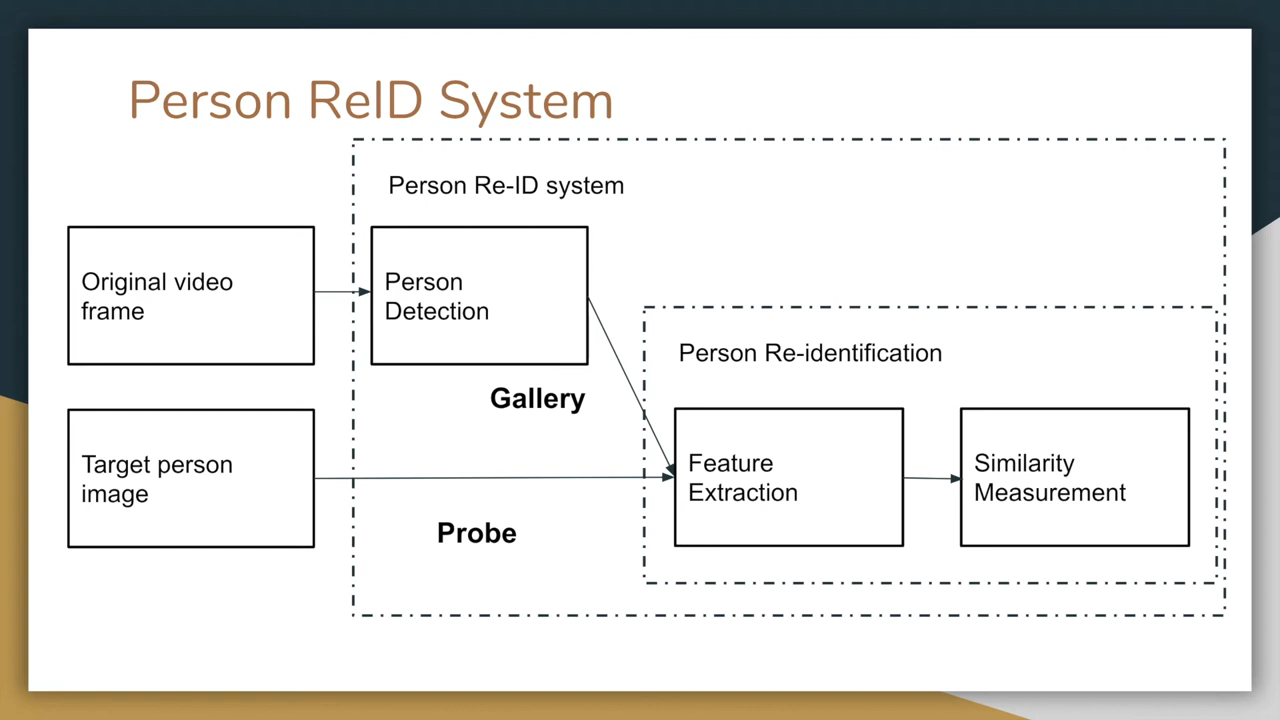 Person ReID System
Person Re-ID system
Original video
frame
Person
Detection
Person Re-identification
Gallery
Target person
image
Feature
Extraction
Similarity
Measurement
Probe